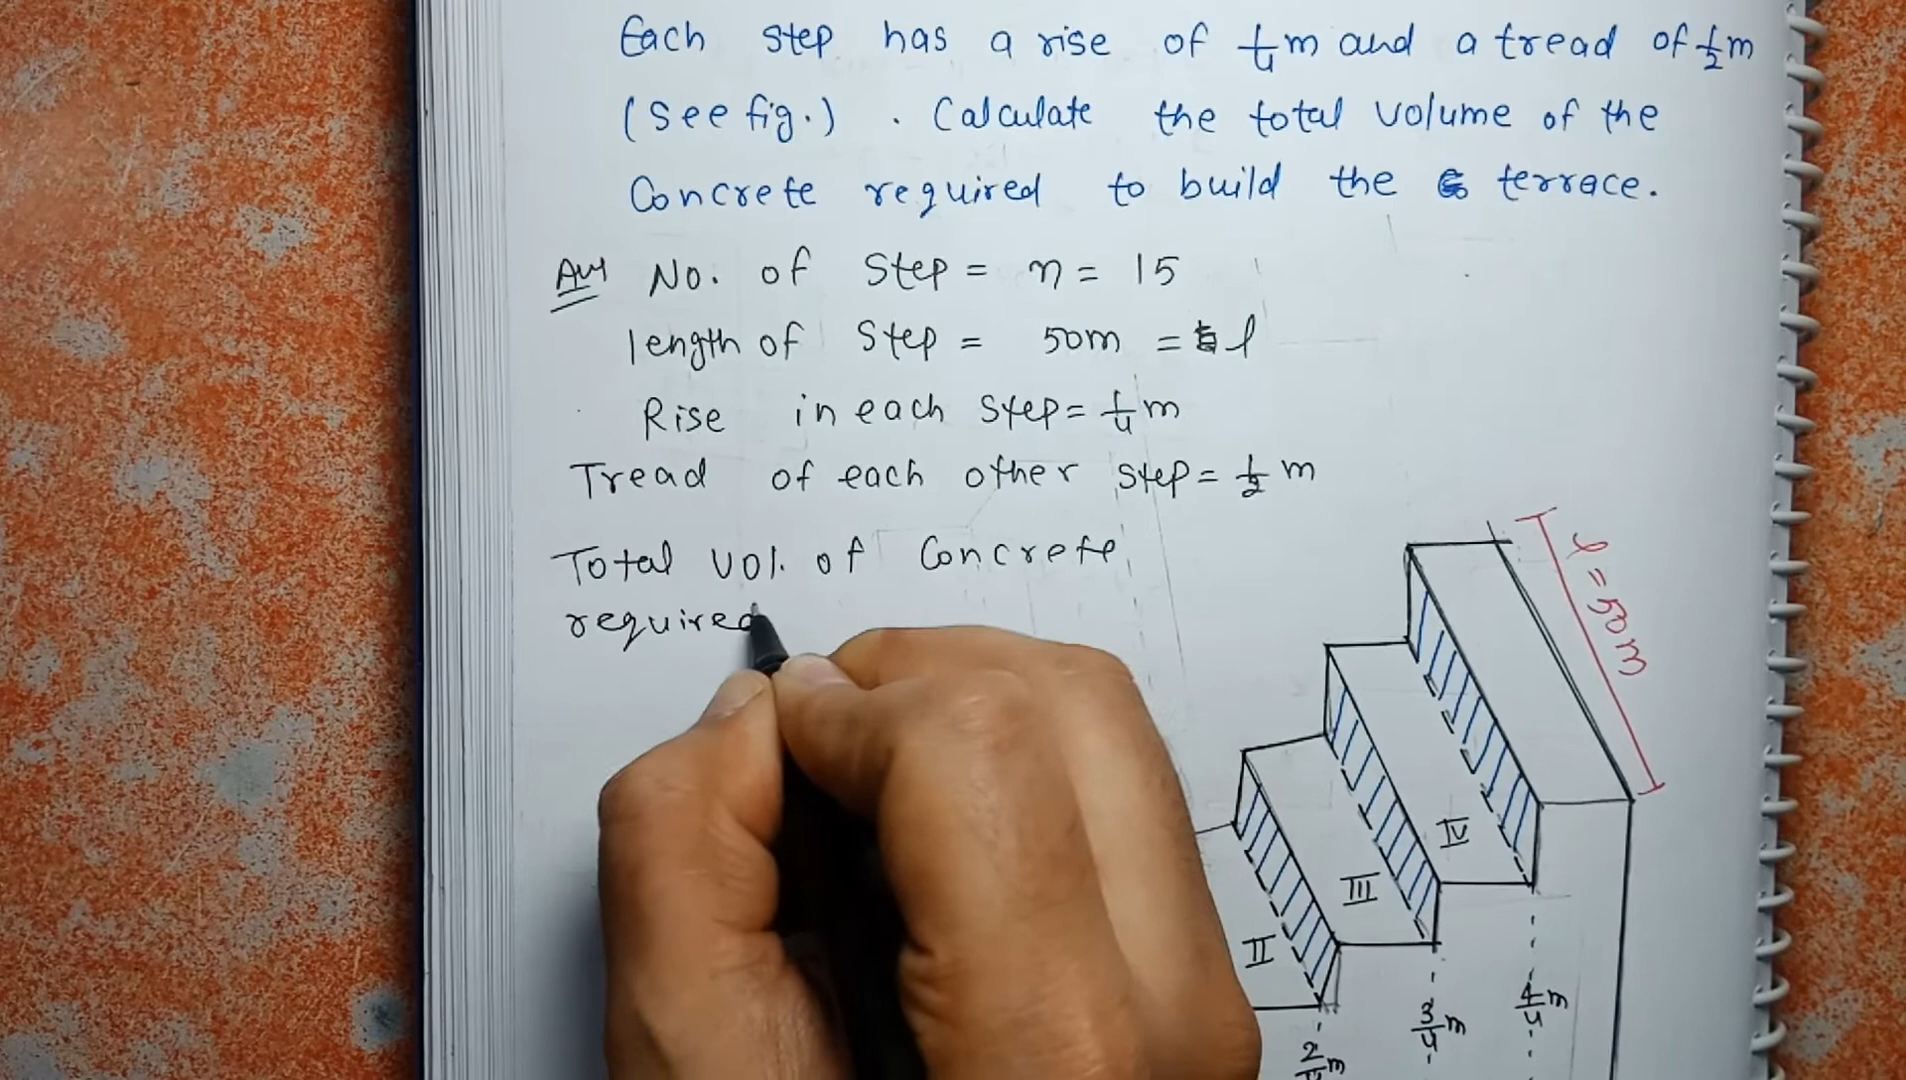 Each step has a rise of 1/4 m and a tread of 1/2 m
(See fig.). Calculate the total volume of the
Concrete required to build the terrace.
Ans No. of Step = n = 15
length of Step = 50m = l
Rise in each Step = 1/4 m
Tread of each other Step = 1/2 m
Total Vol. of Concrete
required
l = 50m
IV
III
II
4/4 m
3/4 m
2/4 m